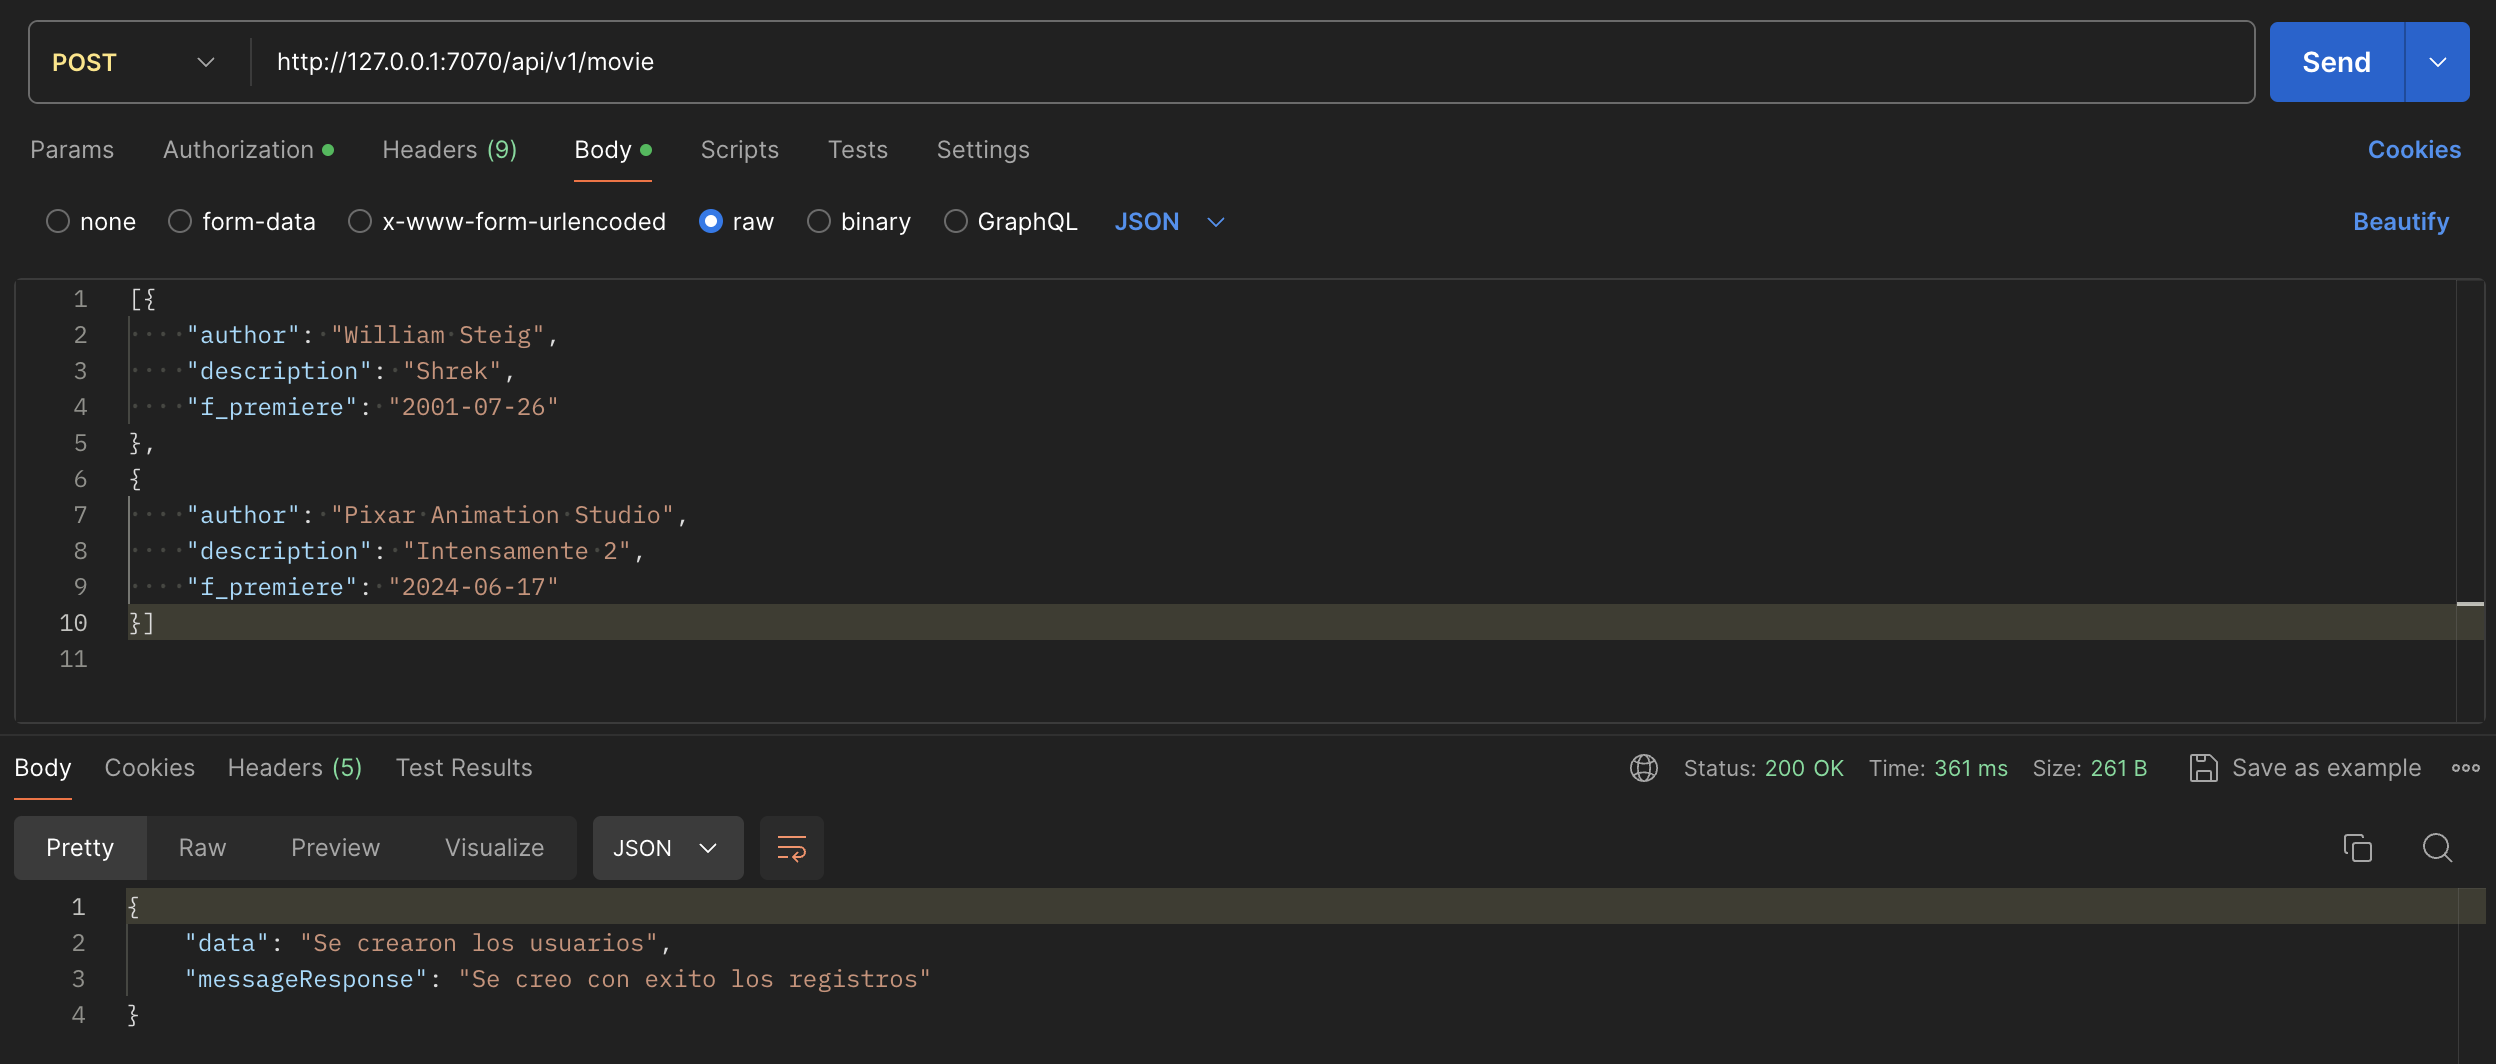 POST http://127.0.0.1:7070/api/v1/movie Send
Params Authorization Headers (9) Body Scripts Tests Settings Cookies
none form-data x-www-form-urlencoded raw binary GraphQL JSON Beautify
1 [{
2 "author": "William Steig",
3 "description": "Shrek",
4 "f_premiere": "2001-07-26"
5 },
6 {
7 "author": "Pixar Animation Studio",
8 "description": "Intensamente 2",
9 "f_premiere": "2024-06-17"
10 }]
11
Body Cookies Headers (5) Test Results Status: 200 OK Time: 361 ms Size: 261 B Save as example
Pretty Raw Preview Visualize JSON
1 {
2 "data": "Se crearon los usuarios",
3 "messageResponse": "Se creo con exito los registros"
4 }